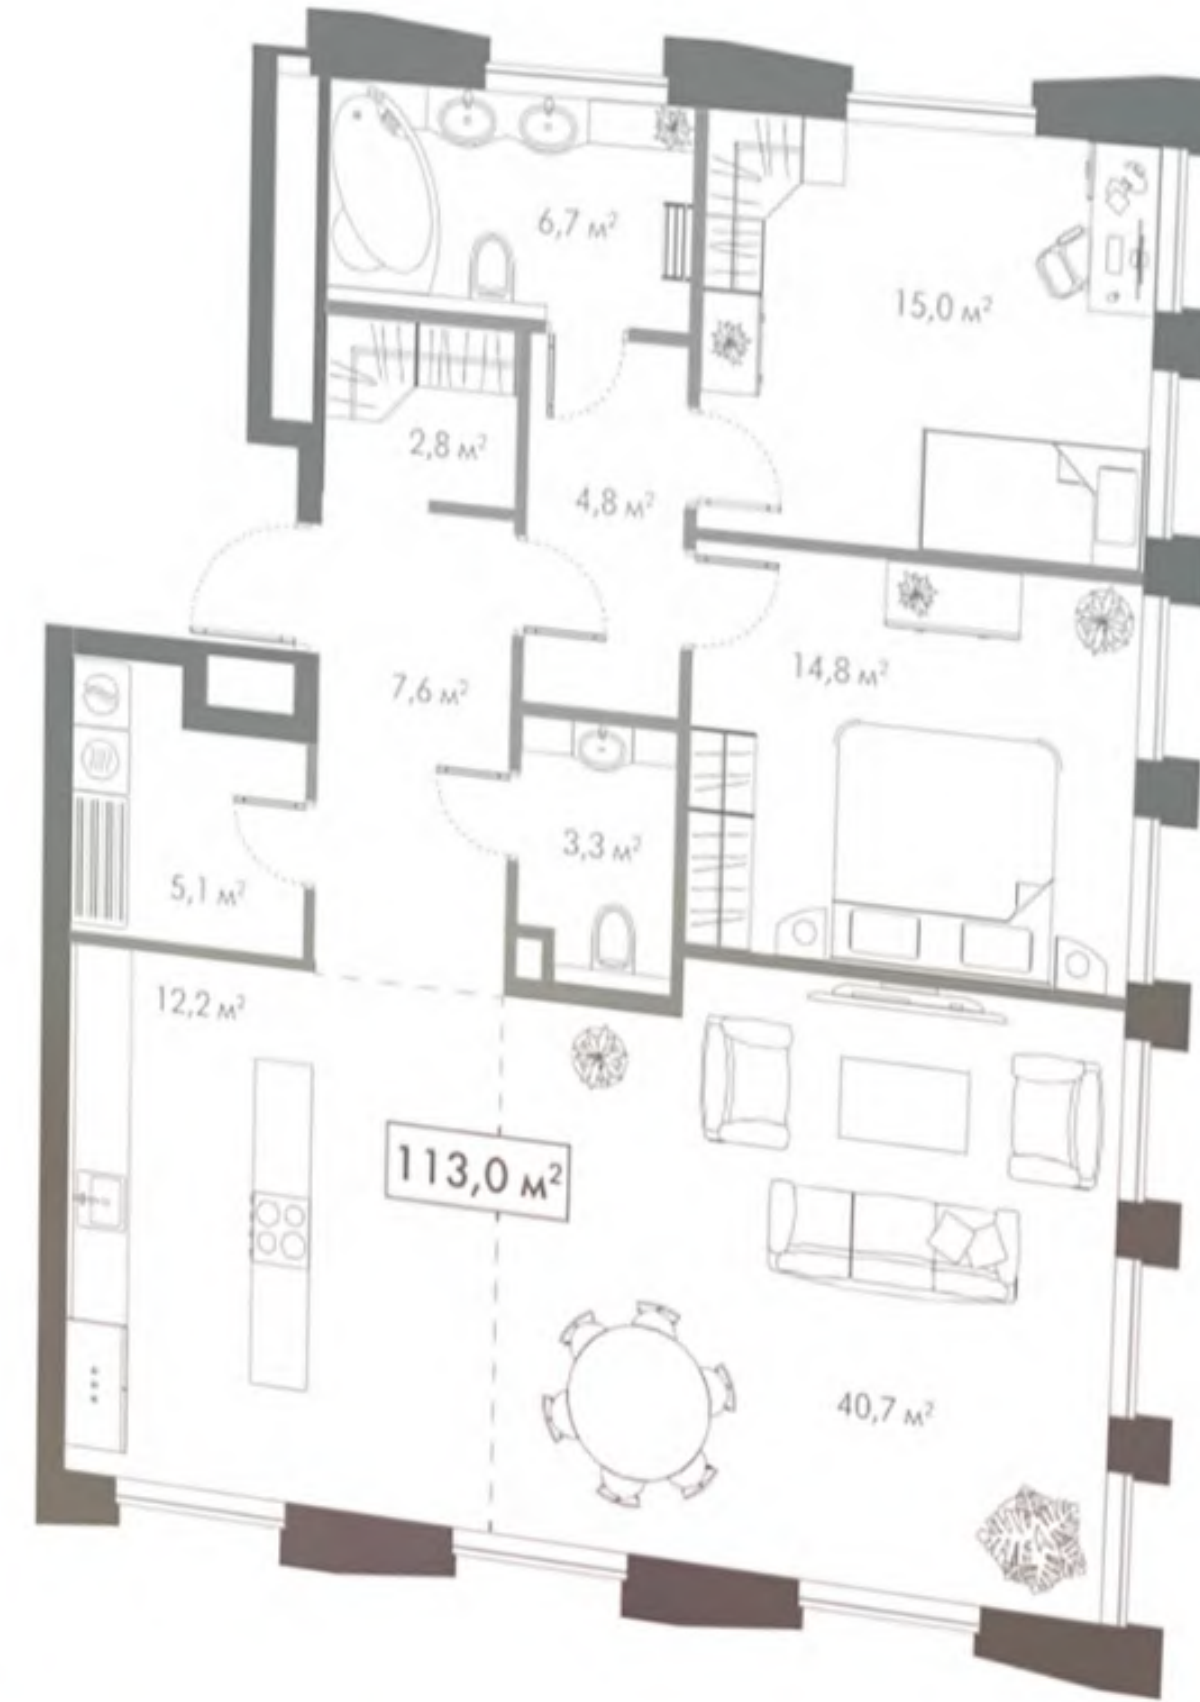 6,7 м²
15,0 м²
2,8 м²
4,8 м²
14,8 м²
7,6 м²
3,3 м²
5,1 м²
12,2 м²
113,0 м²
40,7 м²